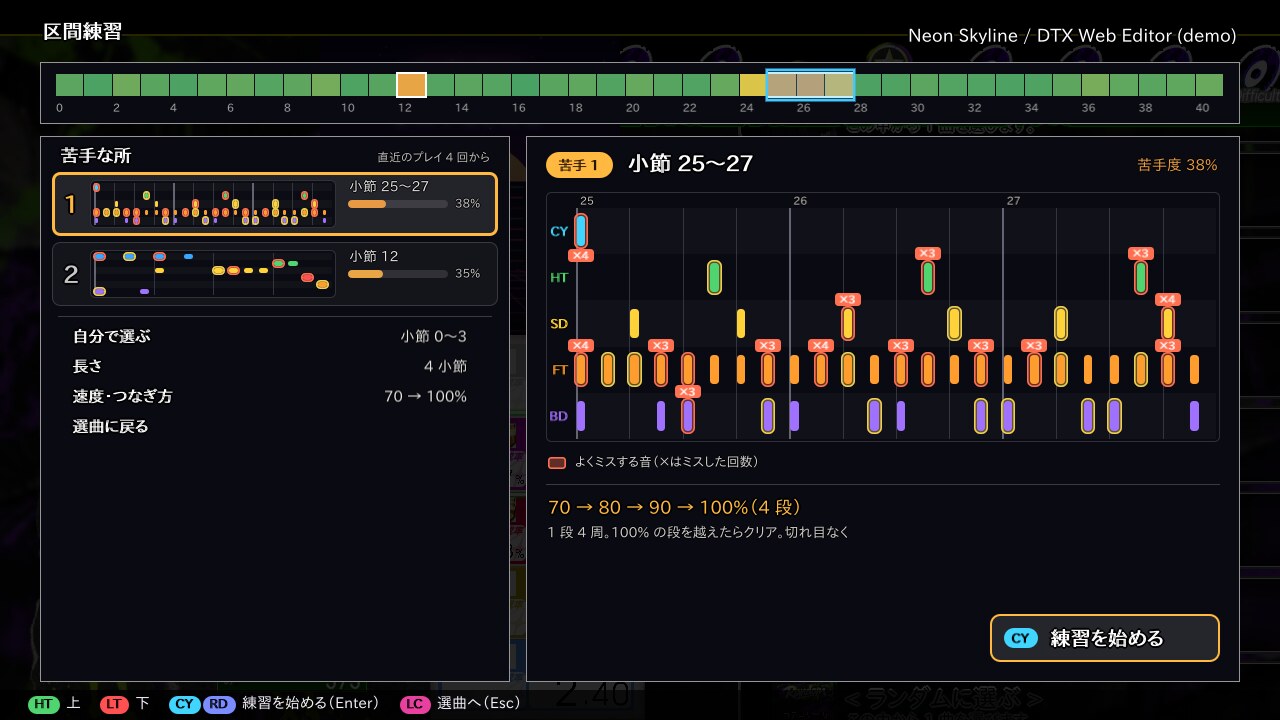 区間練習
Neon Skyline / DTX Web Editor (demo)
0 2 4 6 8 10 12 14 16 18 20 22 24 26 28 30 32 34 36 38 40
苦手な所
直近のプレイ4 回から
1
小節 25〜27
38%
2
小節 12
35%
自分で選ぶ
小節 0〜3
長さ
4 小節
速度・つなぎ方
70 → 100%
選曲に戻る
苦手 1
小節 25〜27
苦手度 38%
25 26 27
CY
×4
×3 ×3
HT
×3 ×4
SD
×4 ×3 ×3 ×4 ×3 ×3 ×3 ×3
FT
×3
BD
よくミスする音(×はミスした回数)
70 → 80 → 90 → 100%(4 段)
1 段 4 周。100% の段を越えたらクリア。切れ目なく
CY 練習を始める
HT 上 LT 下 CY RD 練習を始める(Enter) LC 選曲へ(Esc)
2.40
< ランダムに選ぶ >